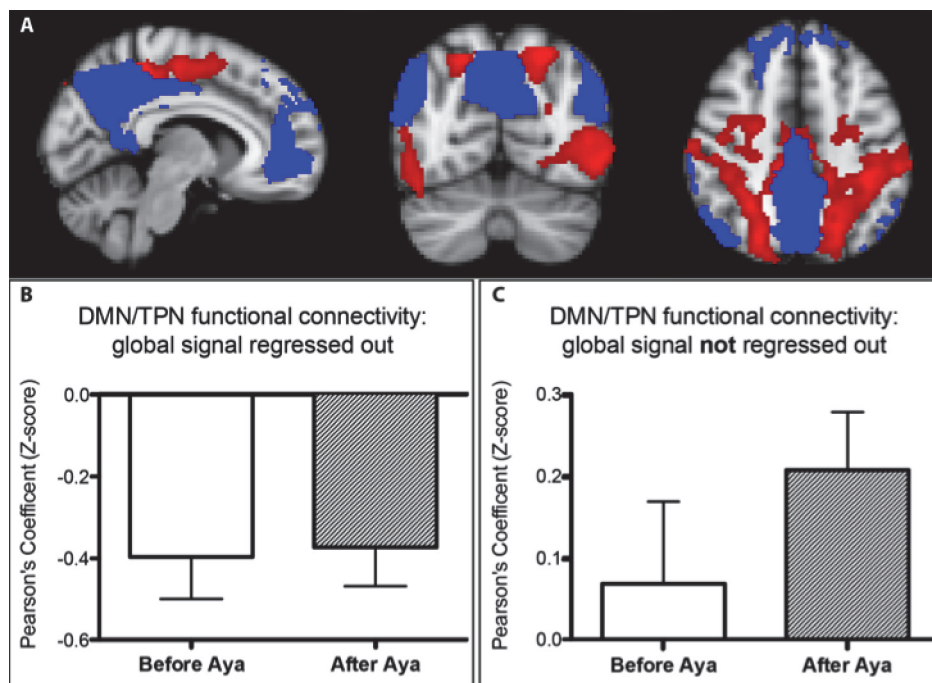 A
B
DMN/TPN functional connectivity:
global signal regressed out
Pearson's Coefficent (Z-score)
0.0
-0.2
-0.4
-0.6
Before Aya
After Aya
C
DMN/TPN functional connectivity:
global signal not regressed out
Pearson's Coefficent (Z-score)
0.3
0.2
0.1
0.0
Before Aya
After Aya